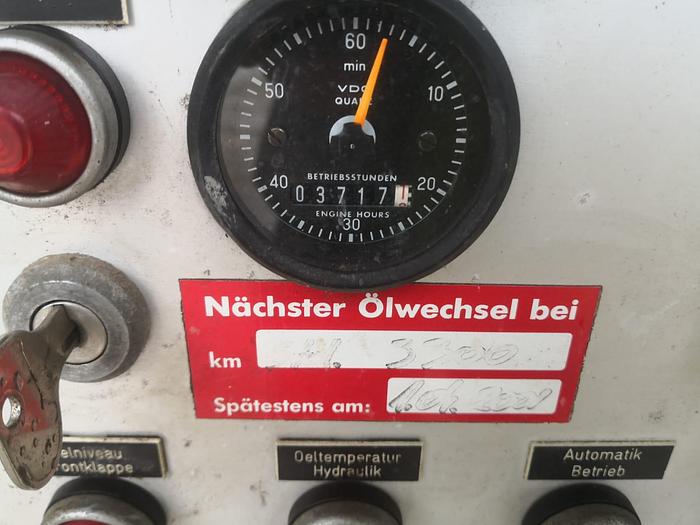 60
min
VDO
QUARZ
50
10
BETRIEBSSTUNDEN
40
03717
20
ENGINE HOURS
30
Nächster Ölwechsel bei
km
3300
Spätestens am:
Oeltemperatur
Hydraulik
Automatik
Betrieb